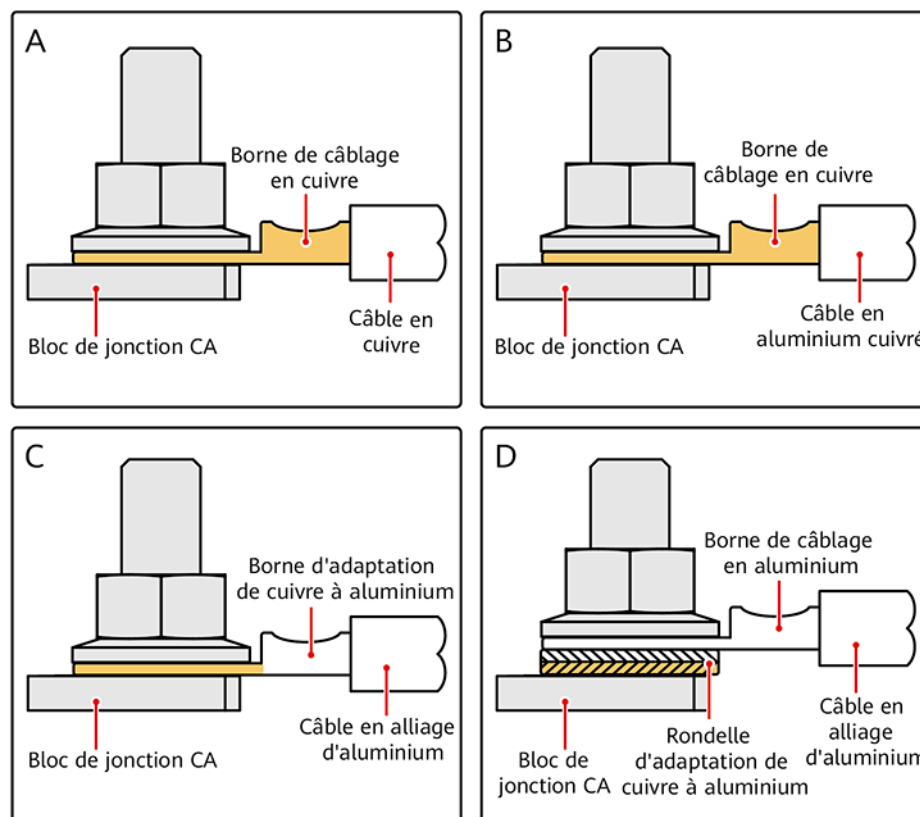 A
Borne de câblage
en cuivre
Câble en
cuivre
Bloc de jonction CA
B
Borne de
câblage en cuivre
Câble en
aluminium cuivré
Bloc de jonction CA
C
Borne d'adaptation
de cuivre à aluminium
Câble en alliage
d'aluminium
Bloc de jonction CA
D
Borne de câblage
en aluminium
Câble en
alliage
d'aluminium
Rondelle
d'adaptation de
cuivre à aluminium
Bloc de
jonction CA